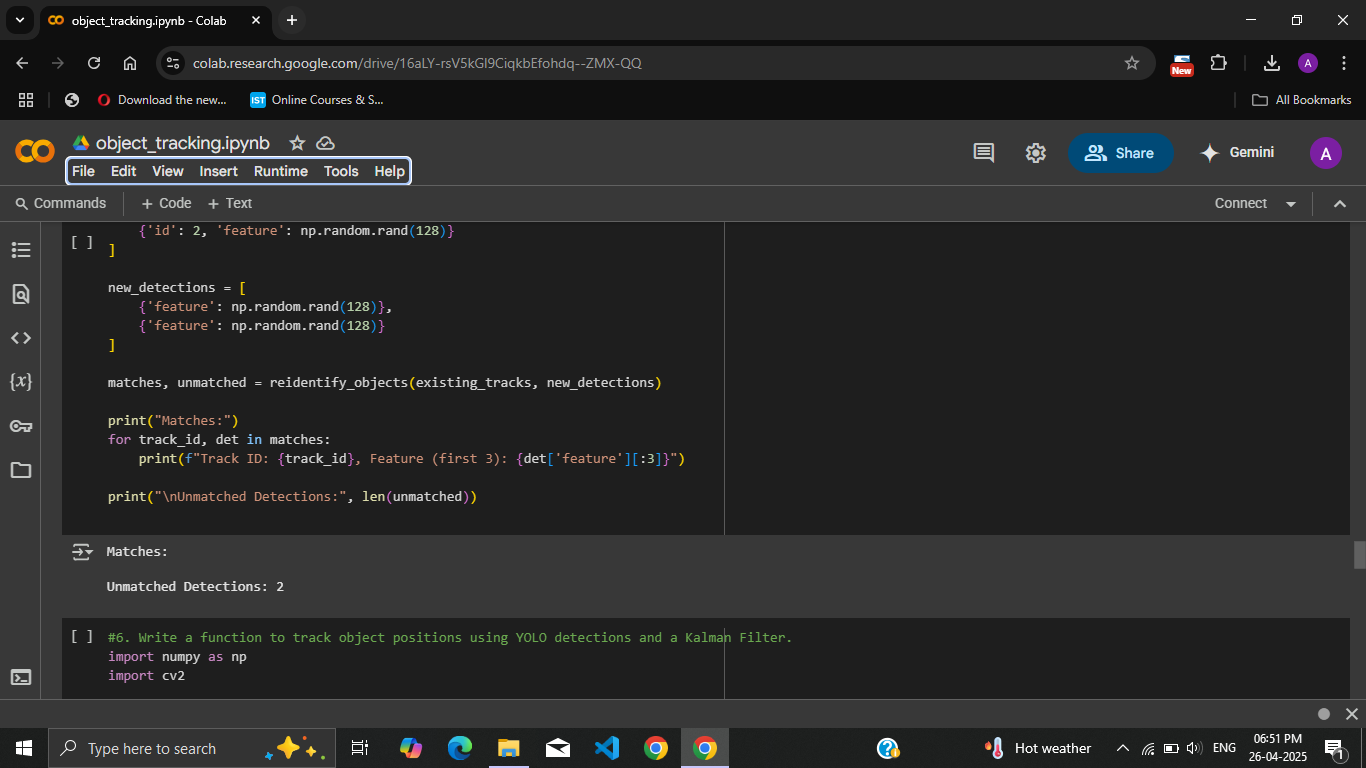 object_tracking.ipynb - Colab
colab.research.google.com/drive/16aLY-rsV5kGl9CiqkbEfohdq--ZMX-QQ
New
A
Download the new...
IST
Online Courses & S...
All Bookmarks
object_tracking.ipynb
Share
Gemini
A
File Edit View Insert Runtime Tools Help
Commands
+ Code
+ Text
Connect
{'id': 2, 'feature': np.random.rand(128)}
[ ]
]
new_detections = [
{'feature': np.random.rand(128)},
{'feature': np.random.rand(128)}
]
matches, unmatched = reidentify_objects(existing_tracks, new_detections)
print("Matches:")
for track_id, det in matches:
print(f"Track ID: {track_id}, Feature (first 3): {det['feature'][:3]}")
print("\nUnmatched Detections:", len(unmatched))
Matches:
Unmatched Detections: 2
[ ] #6. Write a function to track object positions using YOLO detections and a Kalman Filter.
import numpy as np
import cv2
Type here to search
Hot weather
ENG
06:51 PM
26-04-2025
1